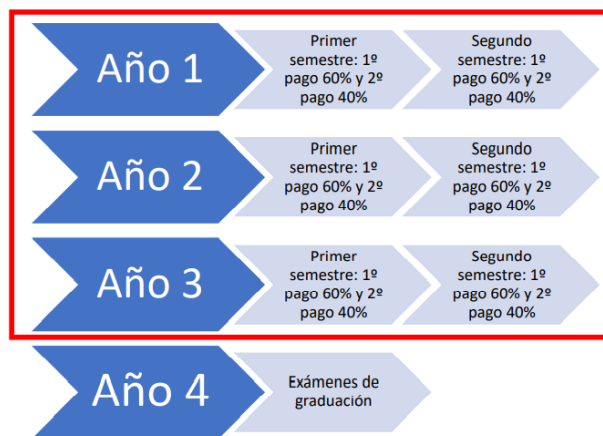 Año 1
Primer
semestre: 1º
pago 60% y 2º
pago 40%
Segundo
semestre: 1º
pago 60% y 2º
pago 40%
Año 2
Primer
semestre: 1º
pago 60% y 2º
pago 40%
Segundo
semestre: 1º
pago 60% y 2º
pago 40%
Año 3
Primer
semestre: 1º
pago 60% y 2º
pago 40%
Segundo
semestre: 1º
pago 60% y 2º
pago 40%
Año 4
Exámenes de
graduación